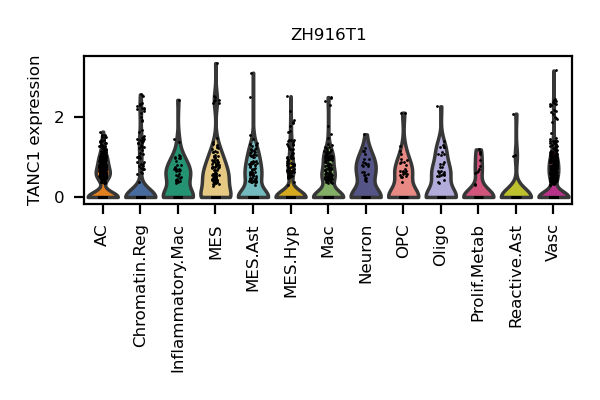 ZH916T1
TANC1 expression
2
0
AC
Chromatin.Reg
Inflammatory.Mac
MES
MES.Ast
MES.Hyp
Mac
Neuron
OPC
Oligo
Prolif.Metab
Reactive.Ast
Vasc